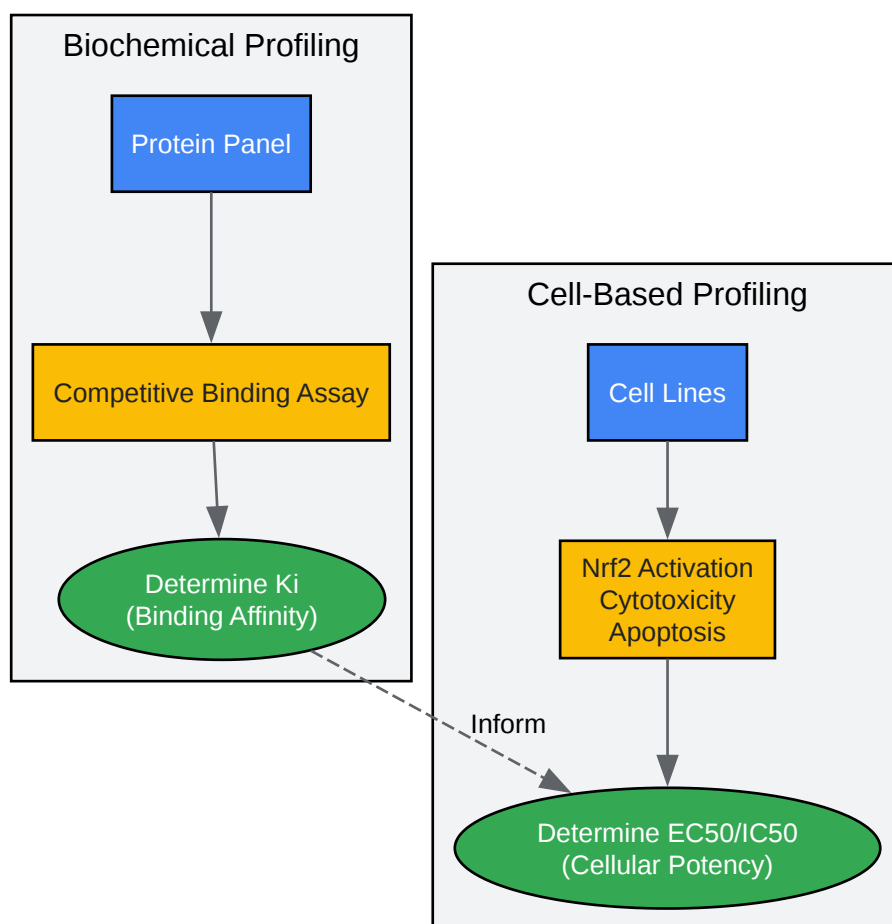 Biochemical Profiling
Protein Panel
Competitive Binding Assay
Determine Ki
(Binding Affinity)
Inform
Cell-Based Profiling
Cell Lines
Nrf2 Activation
Cytotoxicity
Apoptosis
Determine EC50/IC50
(Cellular Potency)